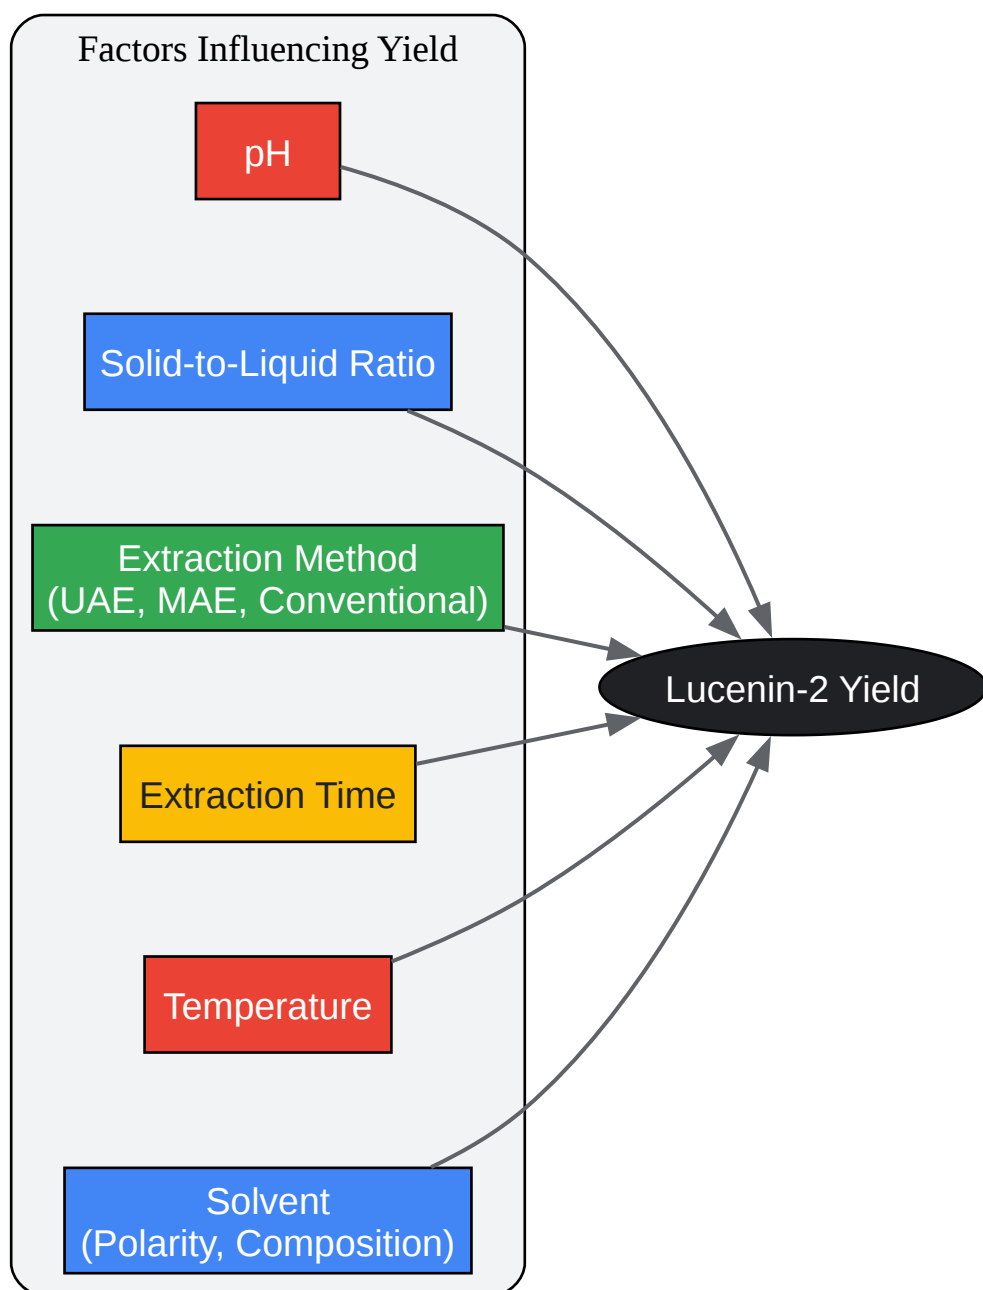 Factors Influencing Yield
pH
Solid-to-Liquid Ratio
Extraction Method
(UAE, MAE, Conventional)
Lucenin-2 Yield
Extraction Time
Temperature
Solvent
(Polarity, Composition)